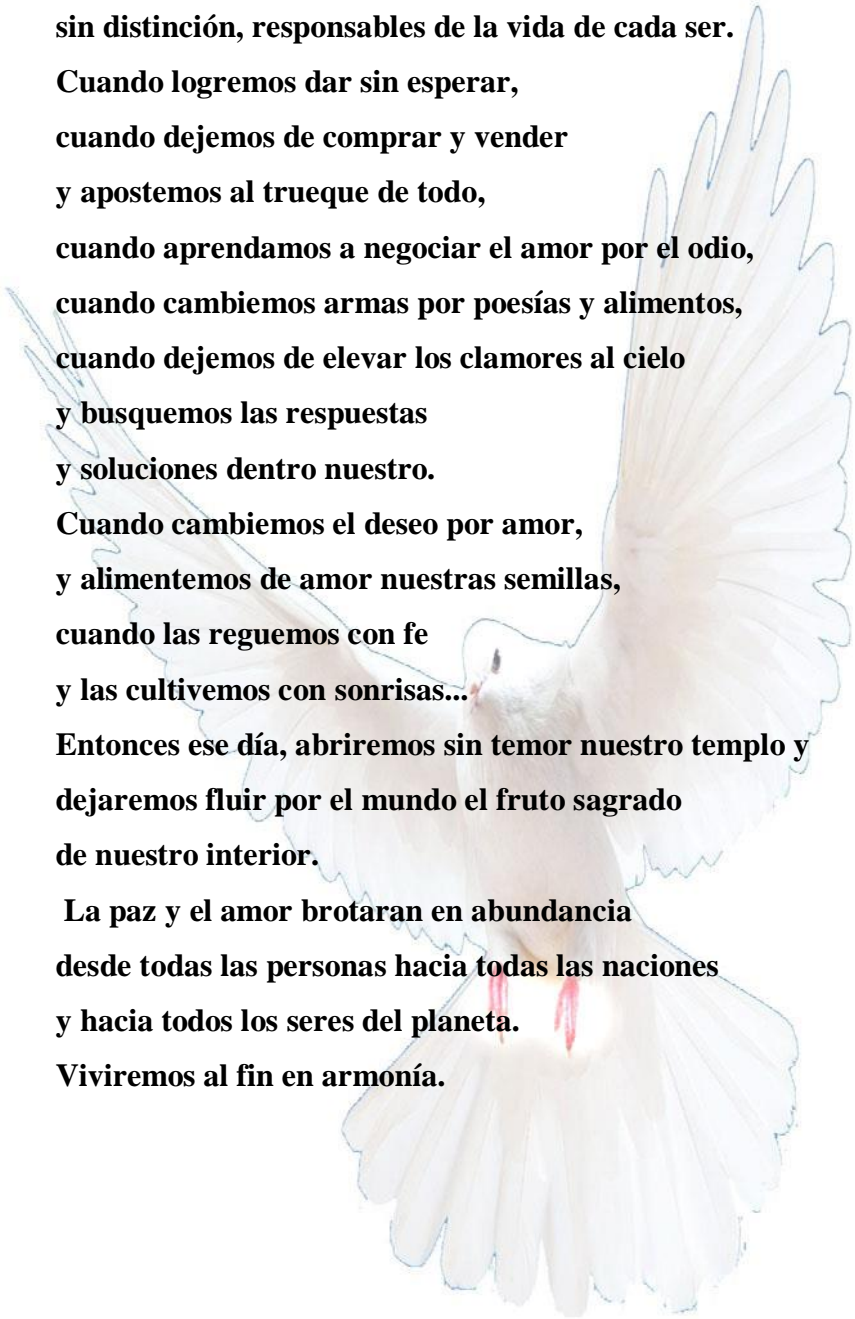 sin distinción, responsables de la vida de cada ser.
Cuando logremos dar sin esperar,
cuando dejemos de comprar y vender
y apostemos al trueque de todo,
cuando aprendamos a negociar el amor por el odio,
cuando cambiemos armas por poesías y alimentos,
cuando dejemos de elevar los clamores al cielo
y busquemos las respuestas
y soluciones dentro nuestro.
Cuando cambiemos el deseo por amor,
y alimentemos de amor nuestras semillas,
cuando las reguemos con fe
y las cultivemos con sonrisas...
Entonces ese día, abriremos sin temor nuestro templo y
dejaremos fluir por el mundo el fruto sagrado
de nuestro interior.
La paz y el amor brotaran en abundancia
desde todas las personas hacia todas las naciones
y hacia todos los seres del planeta.
Viviremos al fin en armonía.